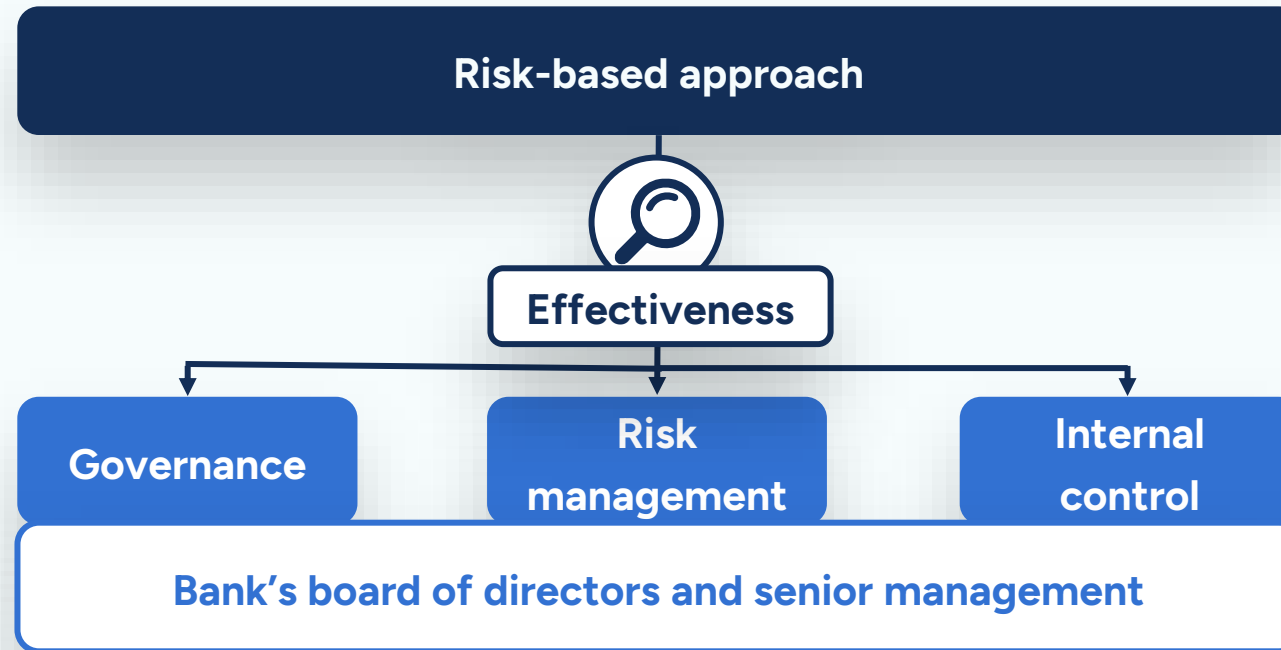 Risk-based approach
Effectiveness
Governance
Risk
management
Internal
control
Bank’s board of directors and senior management